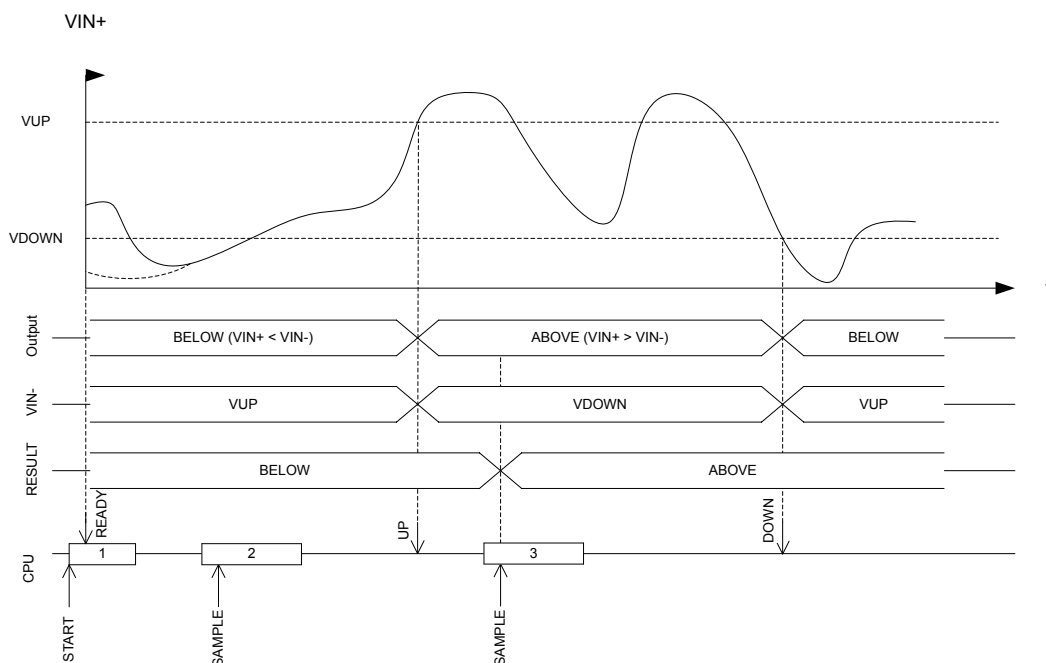 VIN+
VUP
VDOWN
Output
BELOW (VIN+ < VIN-)
ABOVE (VIN+ > VIN-)
BELOW
VIN-
VUP
VDOWN
VUP
RESULT
BELOW
ABOVE
READY
UP
DOWN
CPU
1
2
3
START
SAMPLE
SAMPLE